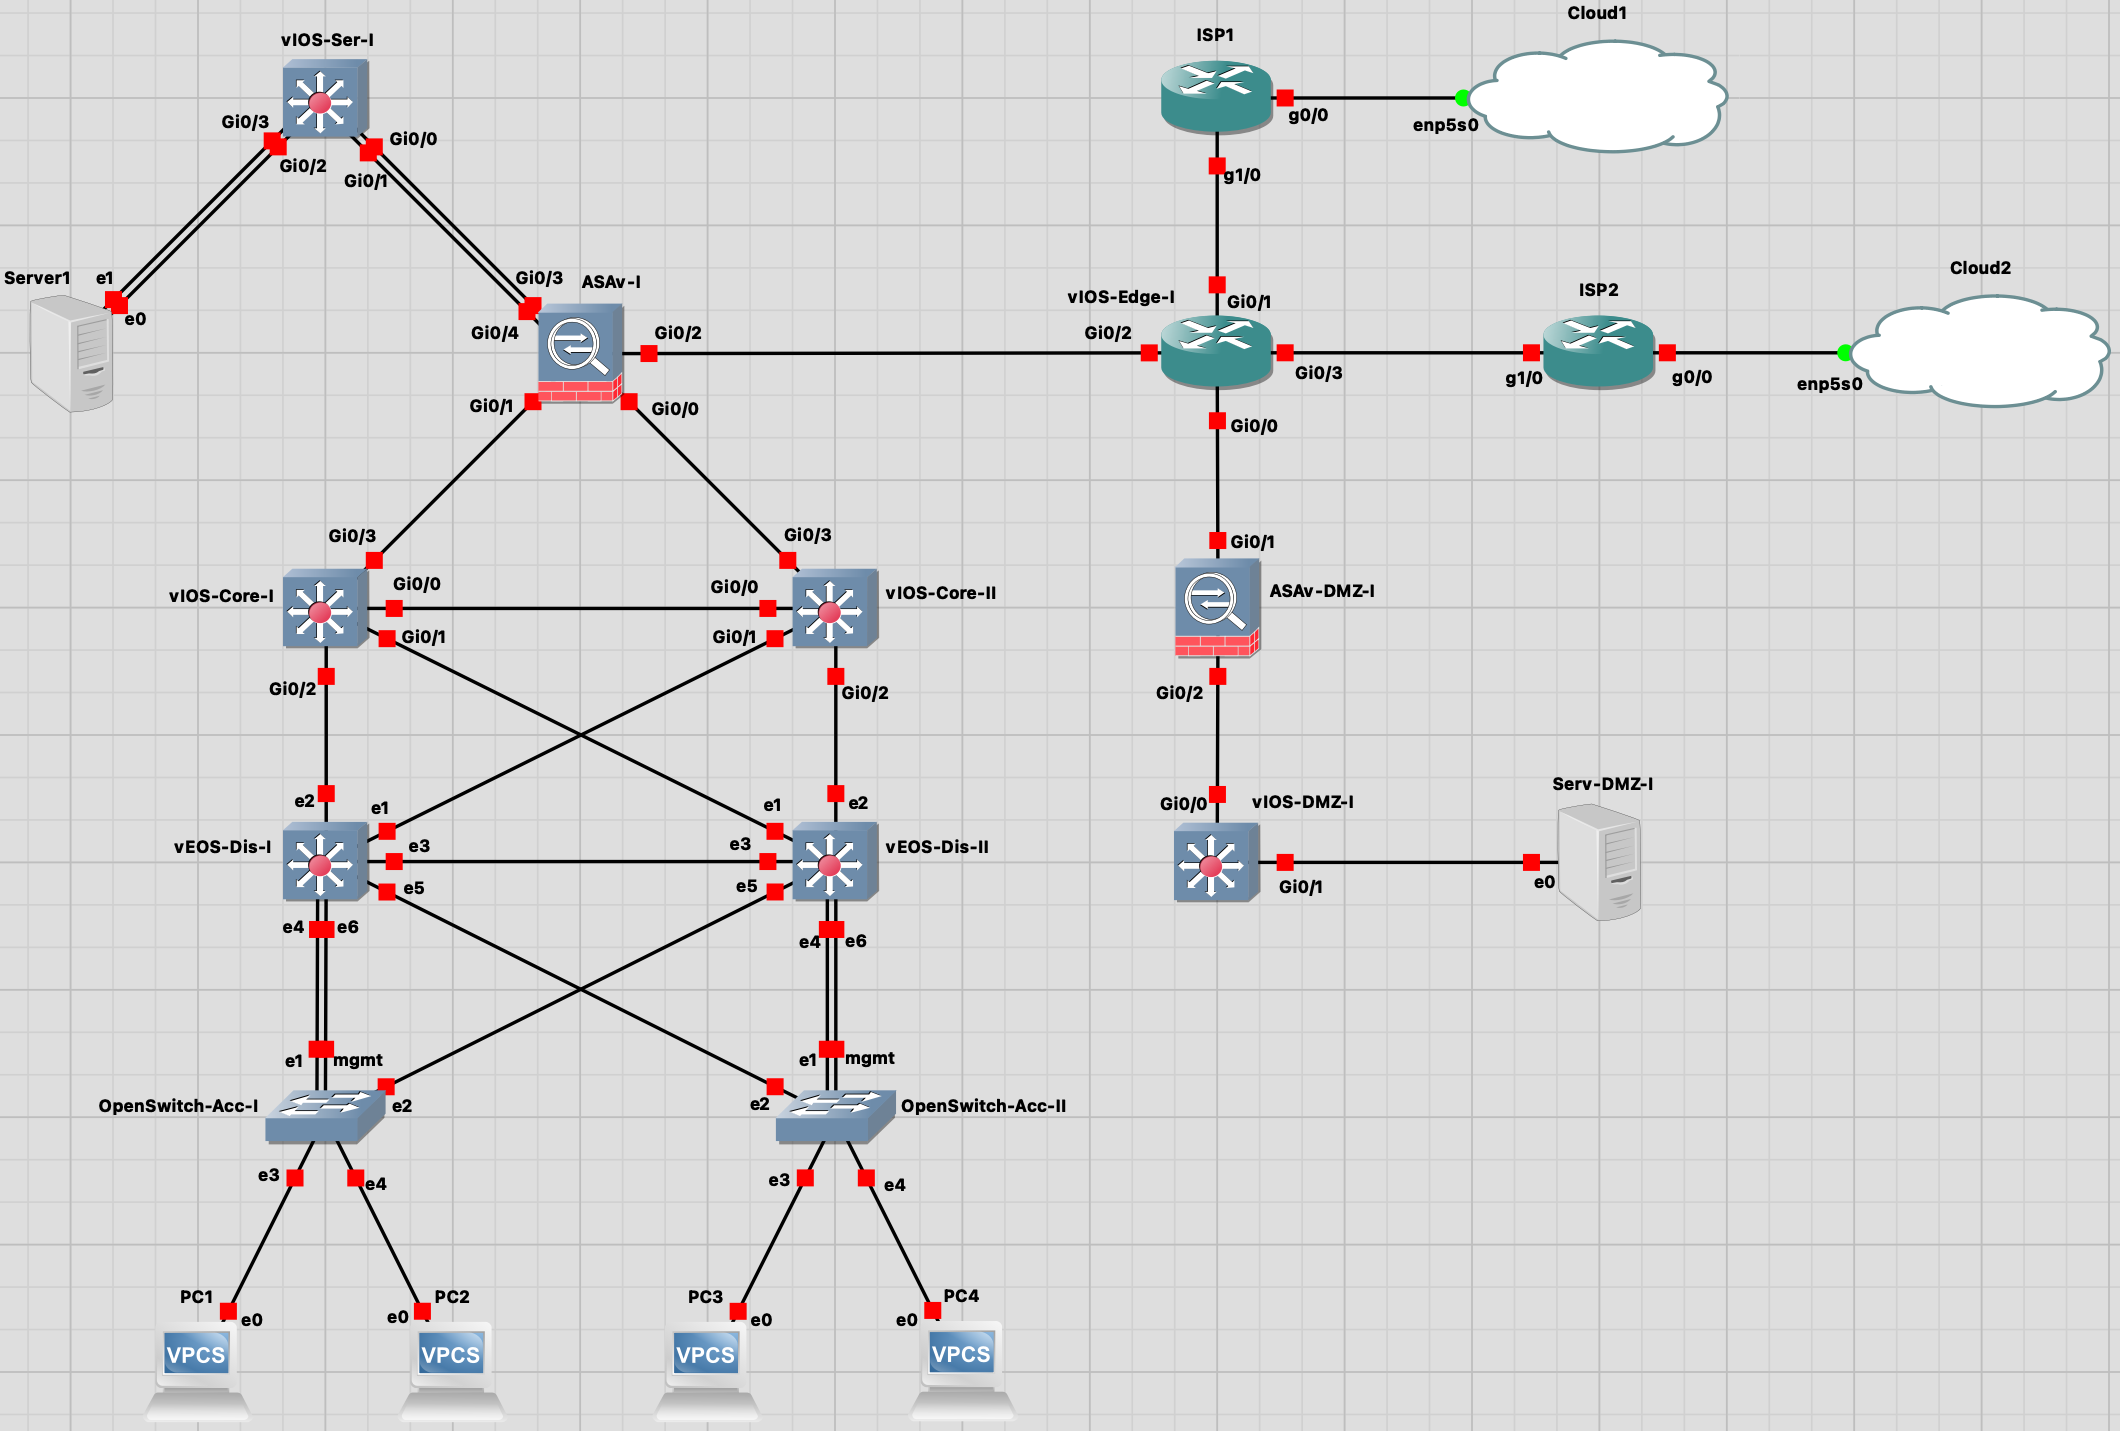 Cloud1
ISP1
vIOS-Ser-I
g0/0
enp5s0
Gi0/3
Gi0/0
Gi0/2
Gi0/1
g1/0
Server1
e1
e0
Gi0/3
ASAv-I
Gi0/4
Gi0/2
vIOS-Edge-I
Gi0/1
Gi0/2
Gi0/3
ISP2
Cloud2
g1/0
g0/0
enp5s0
Gi0/1
Gi0/0
Gi0/0
Gi0/3
Gi0/3
Gi0/1
vIOS-Core-I
Gi0/0
Gi0/0
vIOS-Core-II
ASAv-DMZ-I
Gi0/1
Gi0/1
Gi0/2
Gi0/2
Gi0/2
e2
e1
e1
e2
Gi0/0
vIOS-DMZ-I
Serv-DMZ-I
vEOS-Dis-I
e3
e3
vEOS-Dis-II
e5
e5
Gi0/1
e0
e4
e6
e4
e6
e1
mgmt
e1
mgmt
OpenSwitch-Acc-I
e2
e2
OpenSwitch-Acc-II
e3
e4
e3
e4
PC1
e0
e0
PC2
PC3
e0
e0
PC4
VPCS
VPCS
VPCS
VPCS